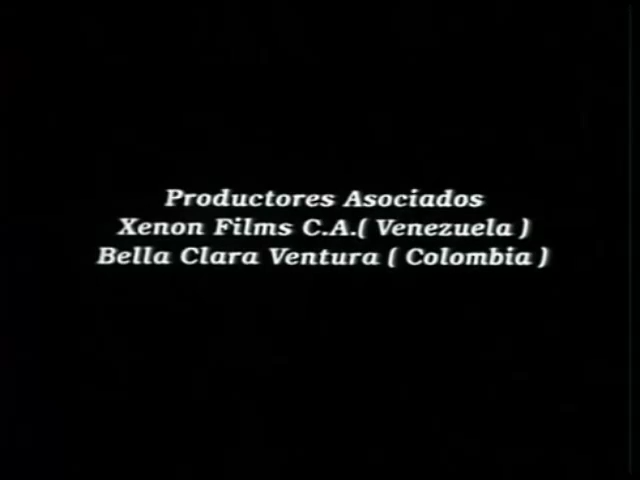 Productores Asociados
Xenon Films C.A.( Venezuela )
Bella Clara Ventura ( Colombia )